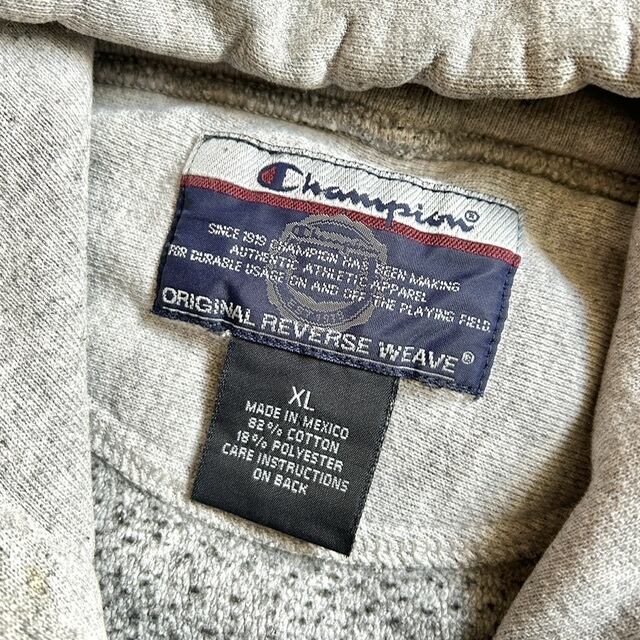 Champion®
SINCE 1919 CHAMPION HAS BEEN MAKING
AUTHENTIC ATHLETIC APPAREL
FOR DURABLE USAGE ON AND OFF THE PLAYING FIELD.
ORIGINAL REVERSE WEAVE®
XL
MADE IN MEXICO
82% COTTON
18% POLYESTER
CARE INSTRUCTIONS
ON BACK